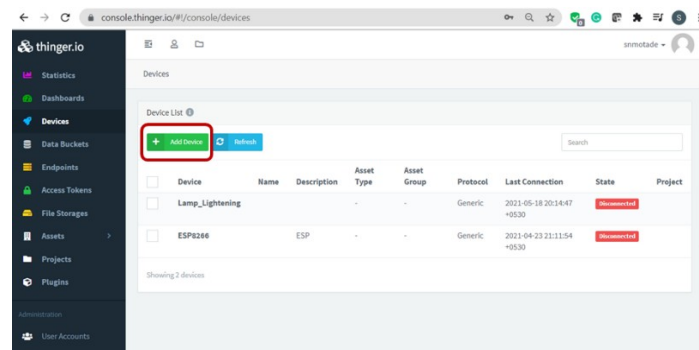 console.thinger.io/#!/console/devices
thinger.io
snmotade
Statistics
Dashboards
Devices
Data Buckets
Endpoints
Access Tokens
File Storages
Assets
Projects
Plugins
Administration
User Accounts
Devices
Device List
Add Device Refresh Search
Device Name Description Asset Type Asset Group Protocol Last Connection State Project
Lamp_Lightening - - Generic 2021-05-18 20:14:47 +0530 Disconnected
ESP8266 ESP - - Generic 2021-04-23 21:11:54 +0530 Disconnected
Showing 2 devices